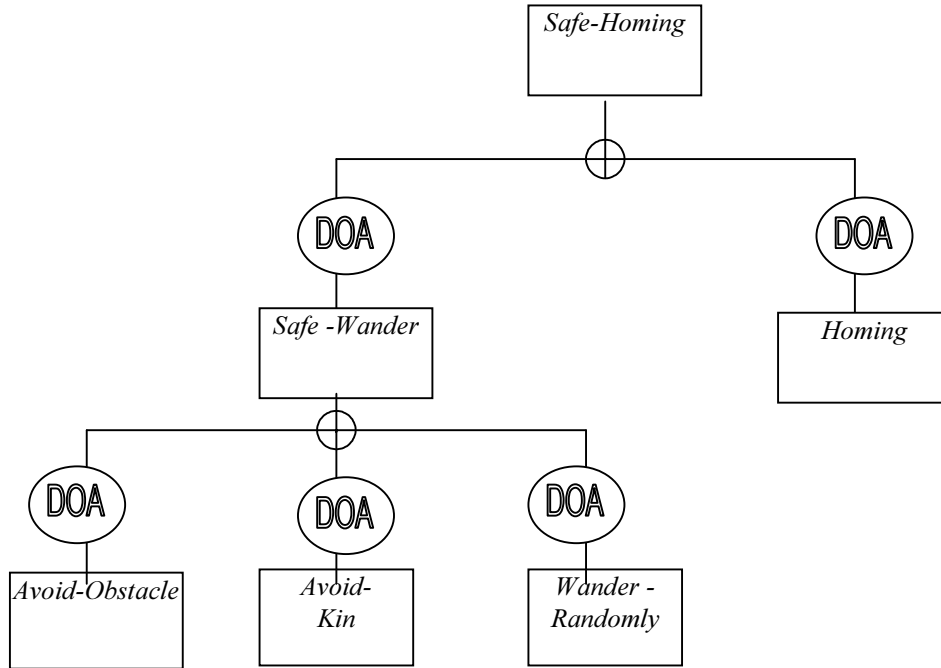 Safe-Homing
DOA
DOA
Safe -Wander
Homing
DOA
DOA
DOA
Avoid-Obstacle
Avoid-
Kin
Wander -
Randomly